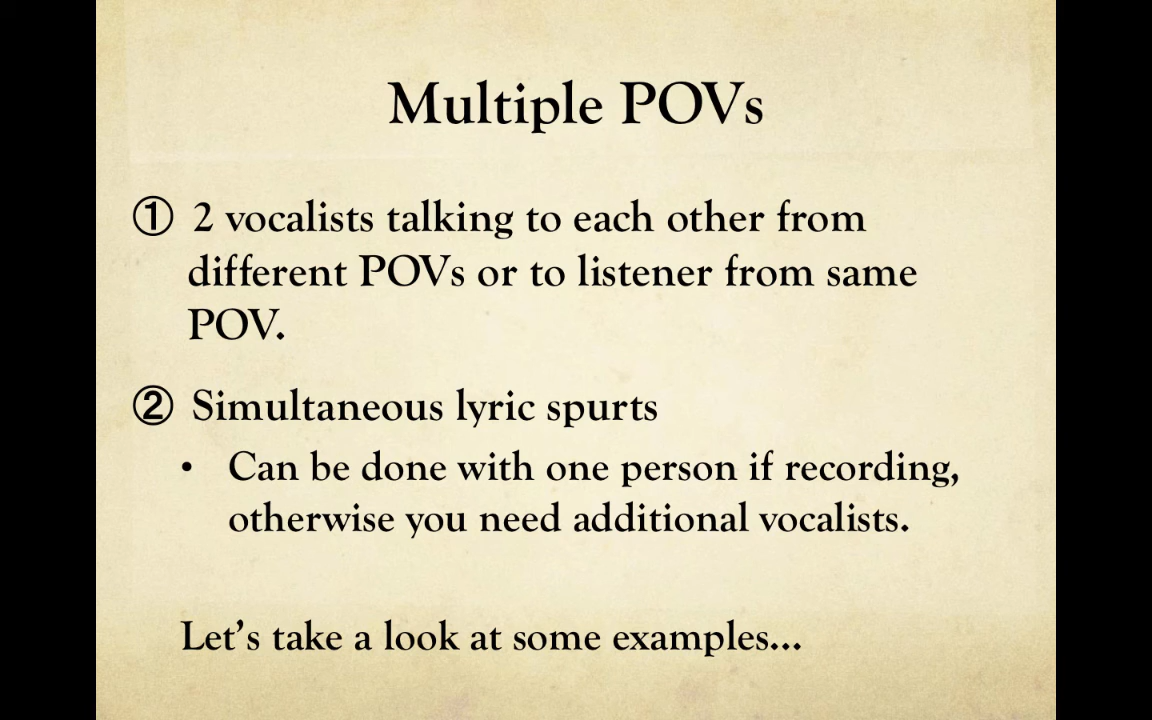 Multiple POVs
① 2 vocalists talking to each other from
different POVs or to listener from same
POV.
② Simultaneous lyric spurts
• Can be done with one person if recording,
otherwise you need additional vocalists.
Let’s take a look at some examples…